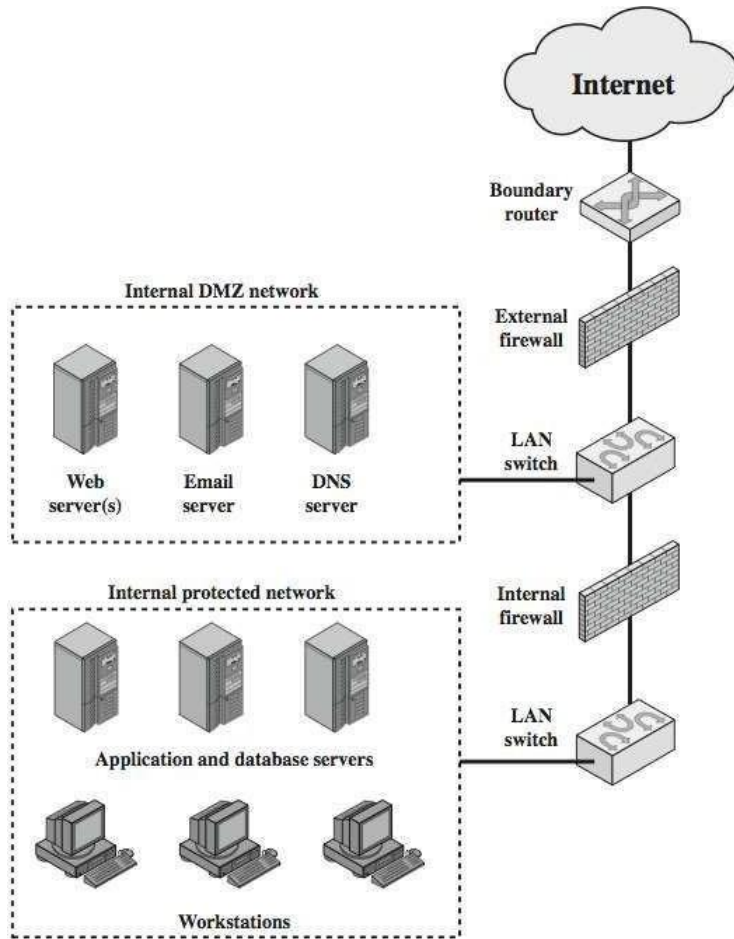 Internet
Boundary
router
Internal DMZ network
External
firewall
LAN
switch
Web
server(s)
Email
server
DNS
server
Internal protected network
Internal
firewall
LAN
switch
Application and database servers
Workstations